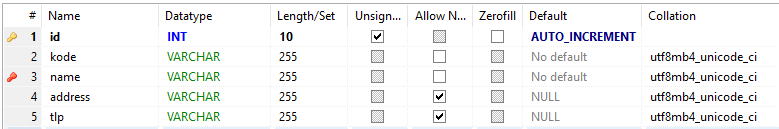 # Name Datatype Length/Set Unsign... Allow N... Zerofill Default Collation
1 id INT 10 AUTO_INCREMENT
2 kode VARCHAR 255 No default utf8mb4_unicode_ci
3 name VARCHAR 255 No default utf8mb4_unicode_ci
4 address VARCHAR 255 NULL utf8mb4_unicode_ci
5 tlp VARCHAR 255 NULL utf8mb4_unicode_ci